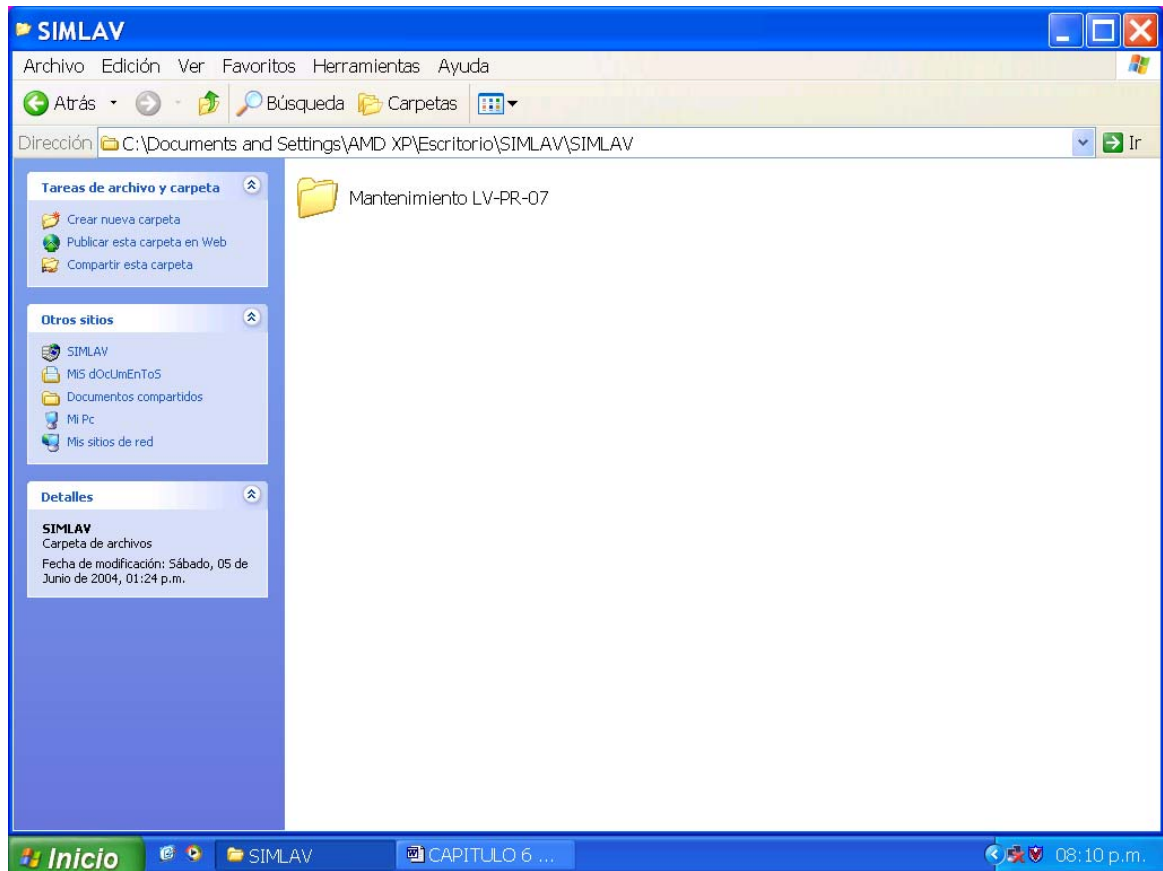 SIMLAV
Archivo Edición Ver Favoritos Herramientas Ayuda
Atrás Búsqueda Carpetas
Dirección C:\Documents and Settings\AMD XP\Escritorio\SIMLAV\SIMLAV Ir
Tareas de archivo y carpeta
Crear nueva carpeta
Publicar esta carpeta en Web
Compartir esta carpeta
Otros sitios
SIMLAV
MiS dOcUmEnToS
Documentos compartidos
Mi Pc
Mis sitios de red
Detalles
SIMLAV
Carpeta de archivos
Fecha de modificación: Sábado, 05 de
Junio de 2004, 01:24 p.m.
Mantenimiento LV-PR-07
Inicio SIMLAV CAPITULO 6 ... 08:10 p.m.